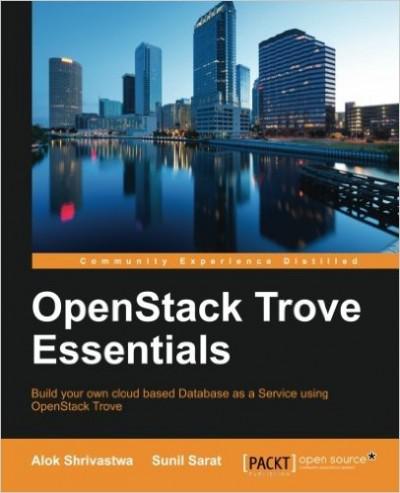 Community Experience Distilled
OpenStack Trove
Essentials
Build your own cloud based Database as a Service using
OpenStack Trove
Alok Shrivastwa Sunil Sarat [PACKT] open source*
PUBLISHING